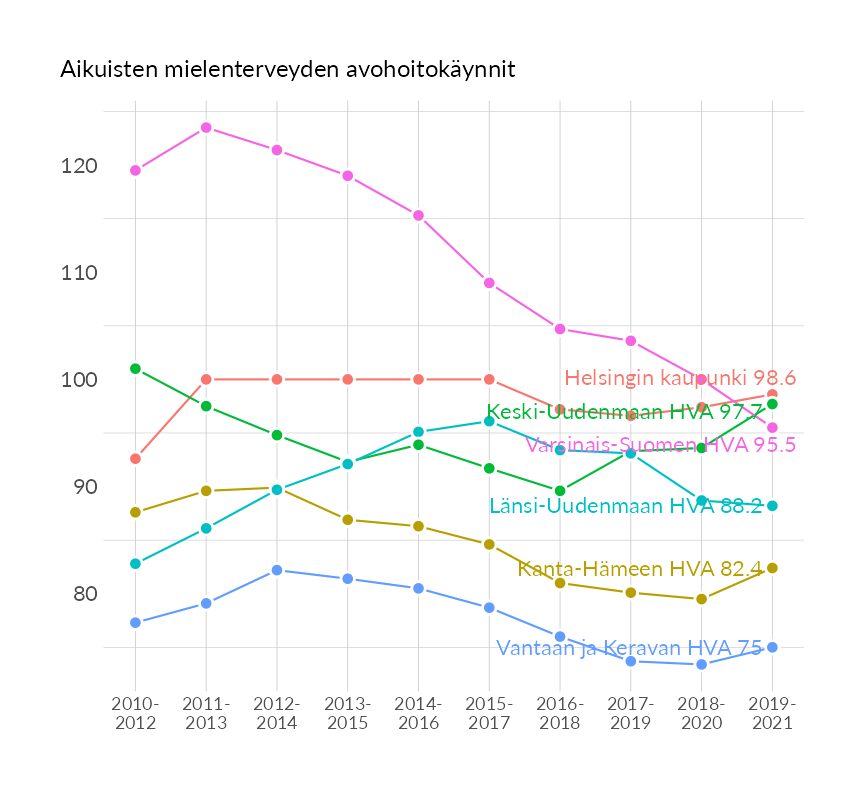 Aikuisten mielenterveyden avohoitokäynnit
120
110
100
90
80
Helsingin kaupunki 98.6
Keski-Uudenmaan HVA 97.7
Varsinais-Suomen HVA 95.5
Länsi-Uudenmaan HVA 88.2
Kanta-Hämeen HVA 82.4
Vantaan ja Keravan HVA 75
2010- 2011- 2012- 2013- 2014- 2015- 2016- 2017- 2018- 2019-
2012 2013 2014 2015 2016 2017 2018 2019 2020 2021